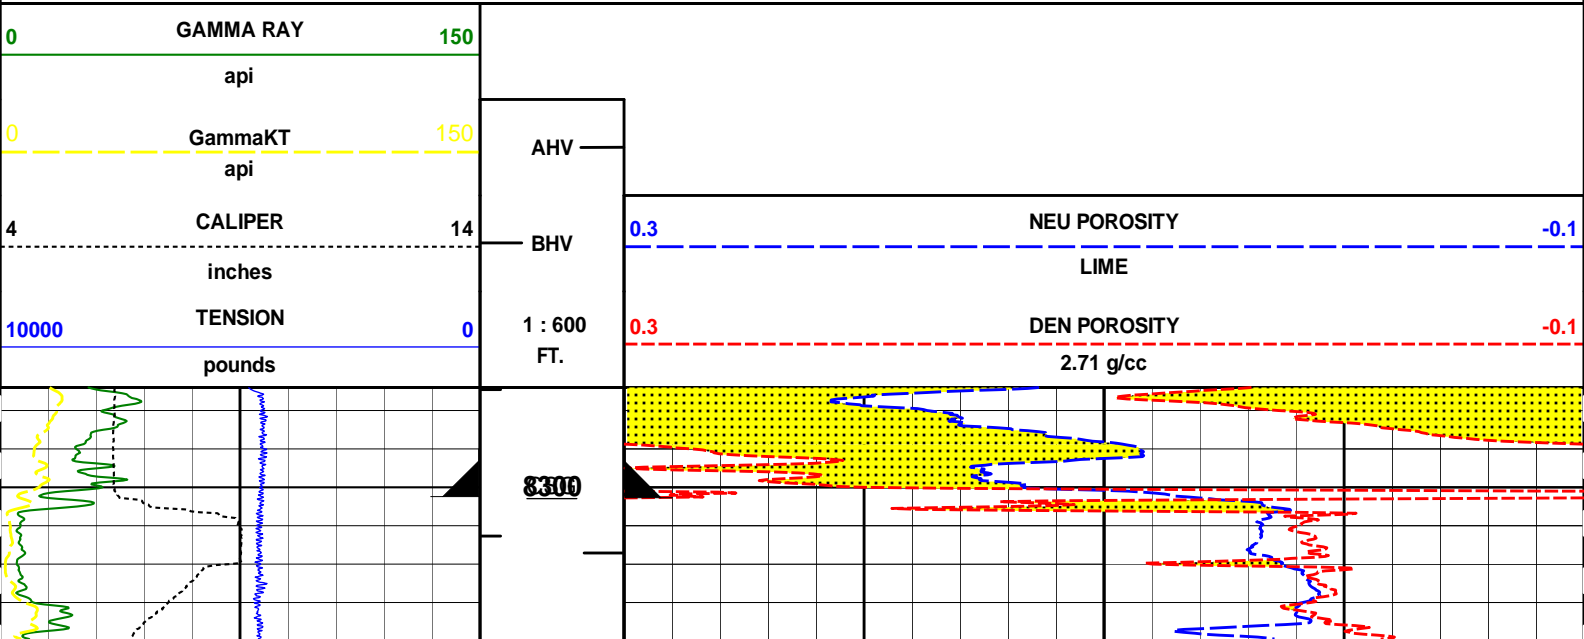 GAMMA RAY
0 150
api
0 GammaKT 150
api
AHV
CALIPER
4 14
inches
BHV
TENSION
10000 0
pounds
1 : 600
FT.
NEU POROSITY
0.3 -0.1
LIME
DEN POROSITY
0.3 -0.1
2.71 g/cc
8300